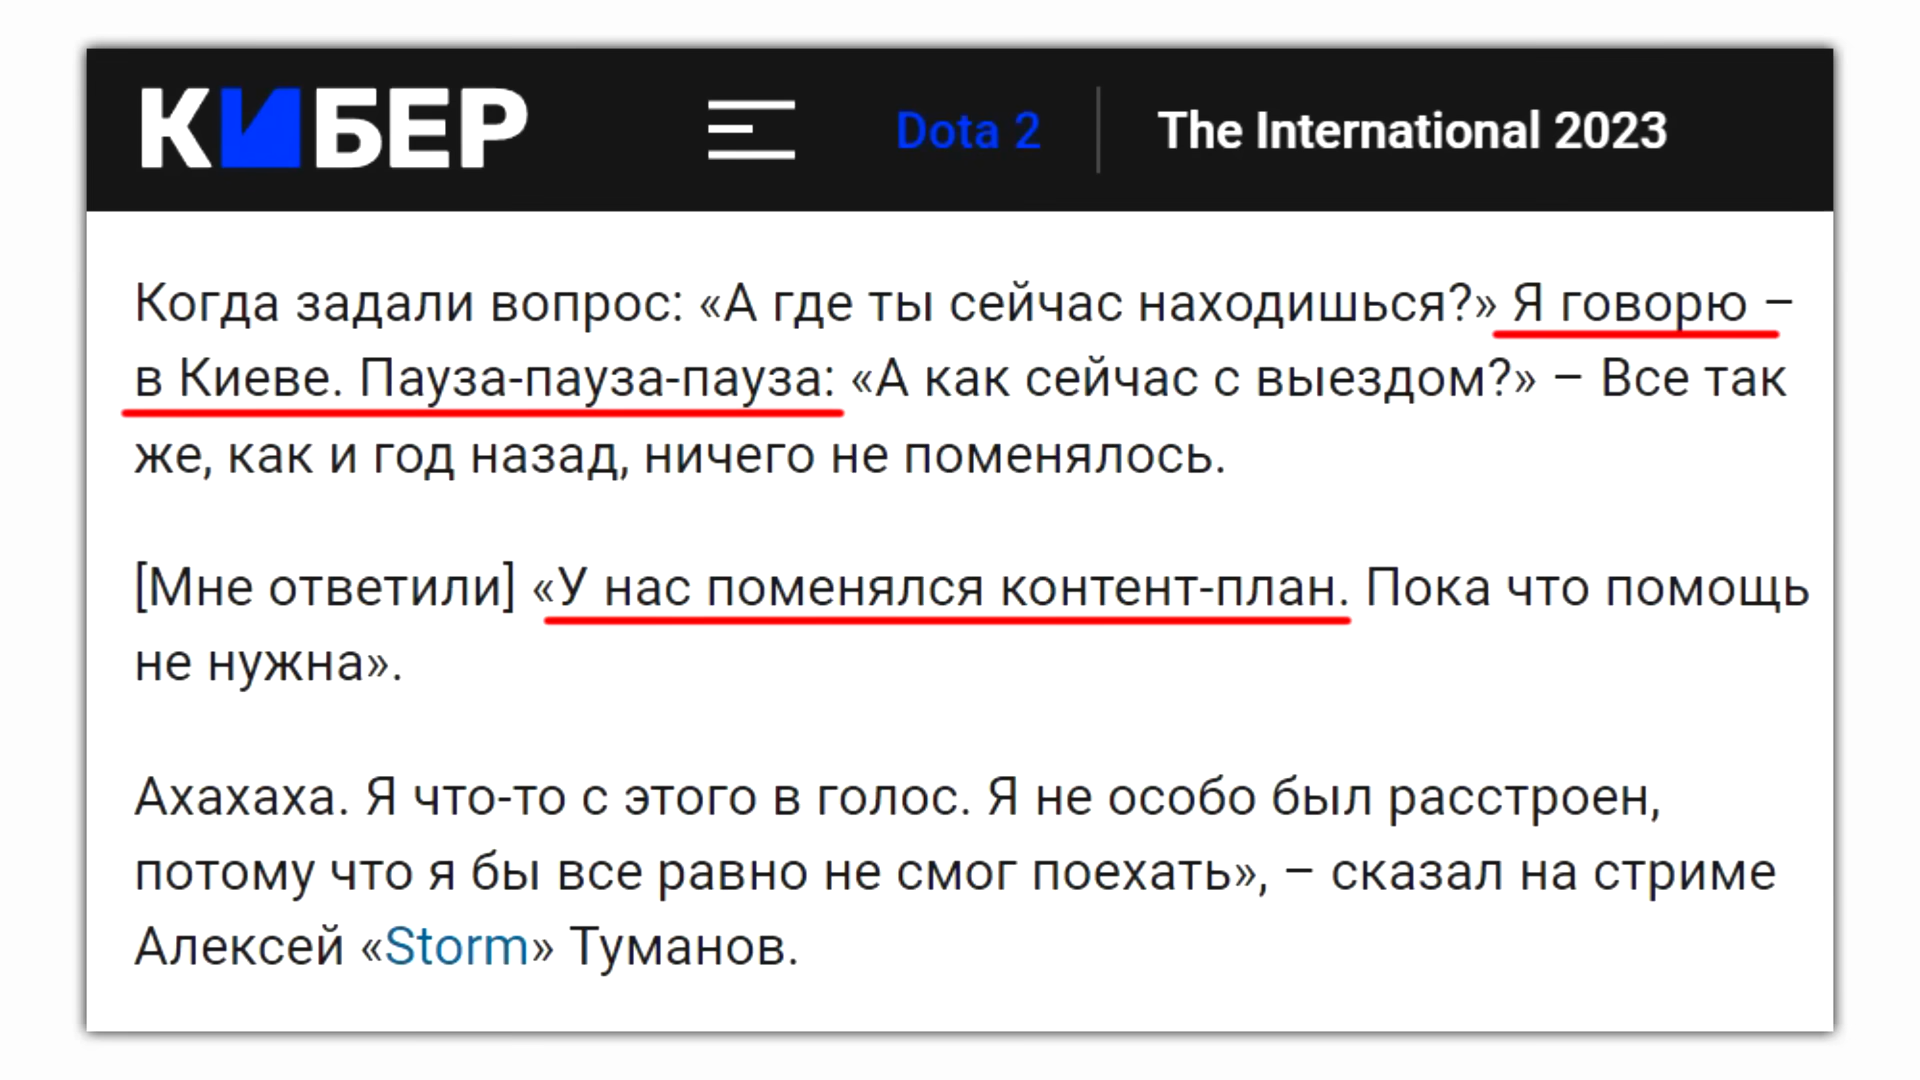 КИБЕР
Dota 2
The International 2023
Когда задали вопрос: «А где ты сейчас находишься?» Я говорю –
в Киеве. Пауза-пауза-пауза: «А как сейчас с выездом?» – Все так
же, как и год назад, ничего не поменялось.
[Мне ответили] «У нас поменялся контент-план. Пока что помощь
не нужна».
Ахахаха. Я что-то с этого в голос. Я не особо был расстроен,
потому что я бы все равно не смог поехать», – сказал на стриме
Алексей «Storm» Туманов.